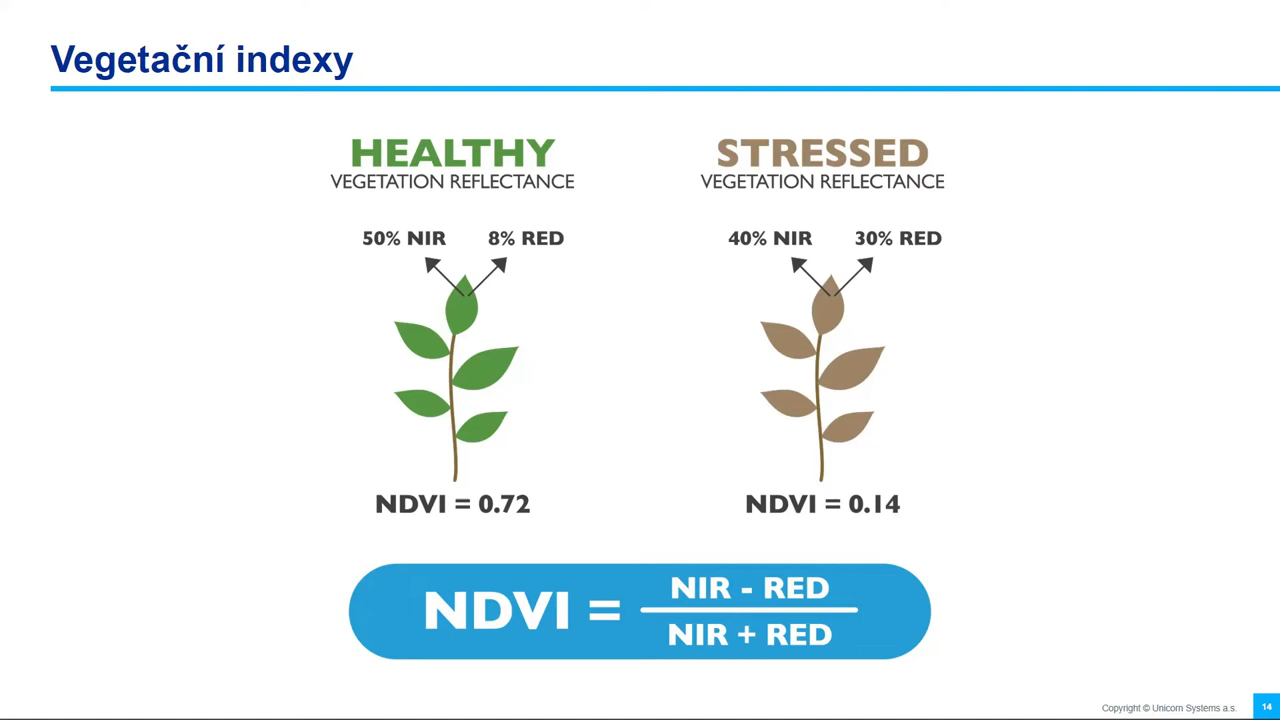 Vegetační indexy
HEALTHY
VEGETATION REFLECTANCE
50% NIR
8% RED
NDVI = 0.72
STRESSED
VEGETATION REFLECTANCE
40% NIR
30% RED
NDVI = 0.14
NDVI =
NIR - RED
NIR + RED
Copyright © Unicorn Systems a.s.
14